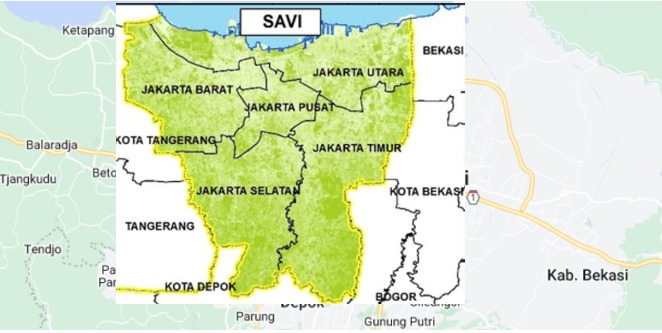 SAVI
Ketapang
BEKASI
JAKARTA UTARA
JAKARTA BARAT
JAKARTA PUSAT
KOTA TANGERANG
Balaradja
JAKARTA TIMUR
Tjangkudu
JAKARTA SELATAN
KOTA BEKASI
1
TANGERANG
Tendjo
Kab. Bekasi
KOTA DEPOK
BOGOR
Depok
Parung
Gunung Putri